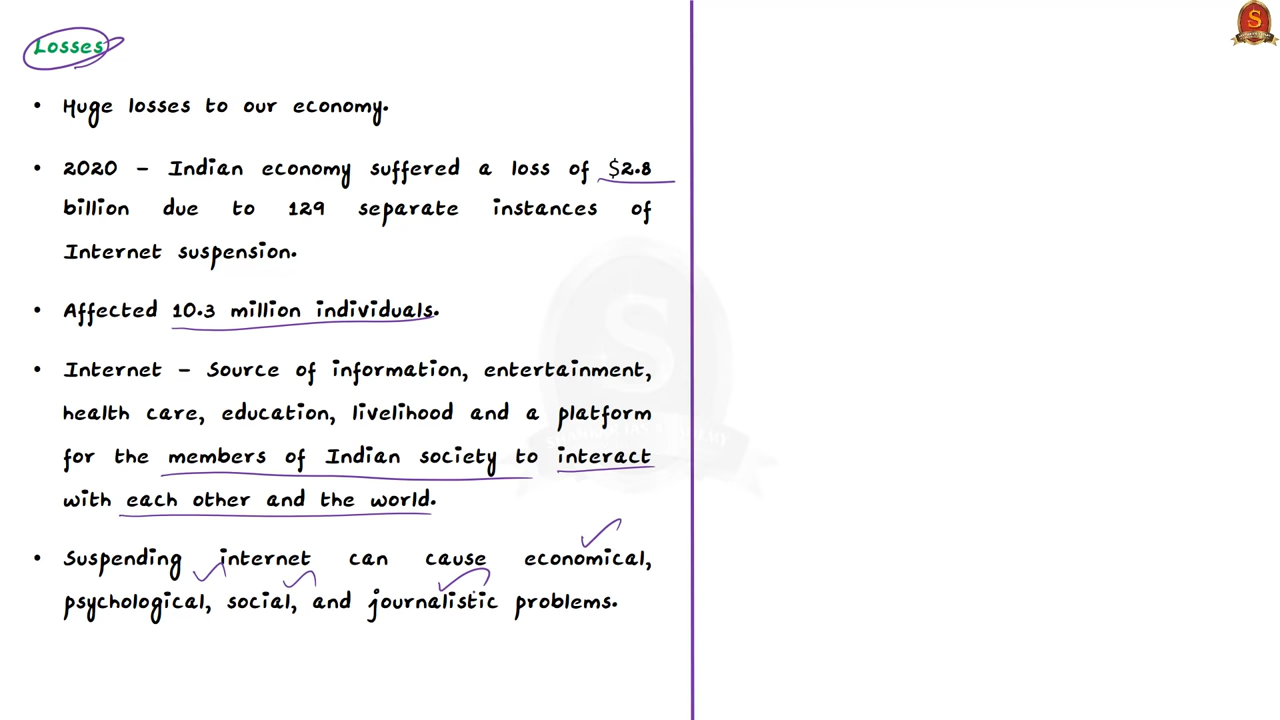 Losses
• Huge losses to our economy.
• 2020 – Indian economy suffered a loss of $2.8
billion due to 129 separate instances of
Internet suspension.
• Affected 10.3 million individuals.
• Internet – Source of information, entertainment,
health care, education, livelihood and a platform
for the members of Indian society to interact
with each other and the world.
• Suspending internet can cause economical,
psychological, social, and journalistic problems.
S
S
SHANKAR IAS ACADEMY